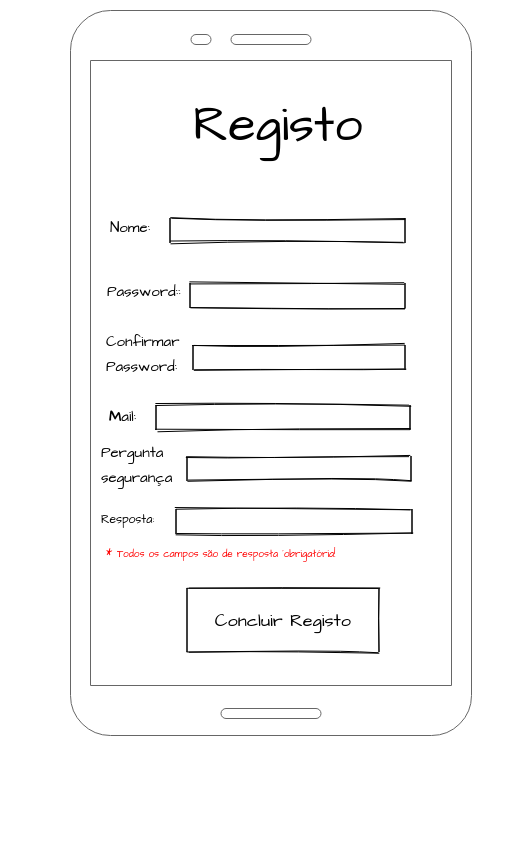 Registo
Nome:
Password::
Confirmar
Password:
Mail:
Pergunta
segurança
Resposta:
* Todos os campos são de resposta 'obrigatória!
Concluir Registo